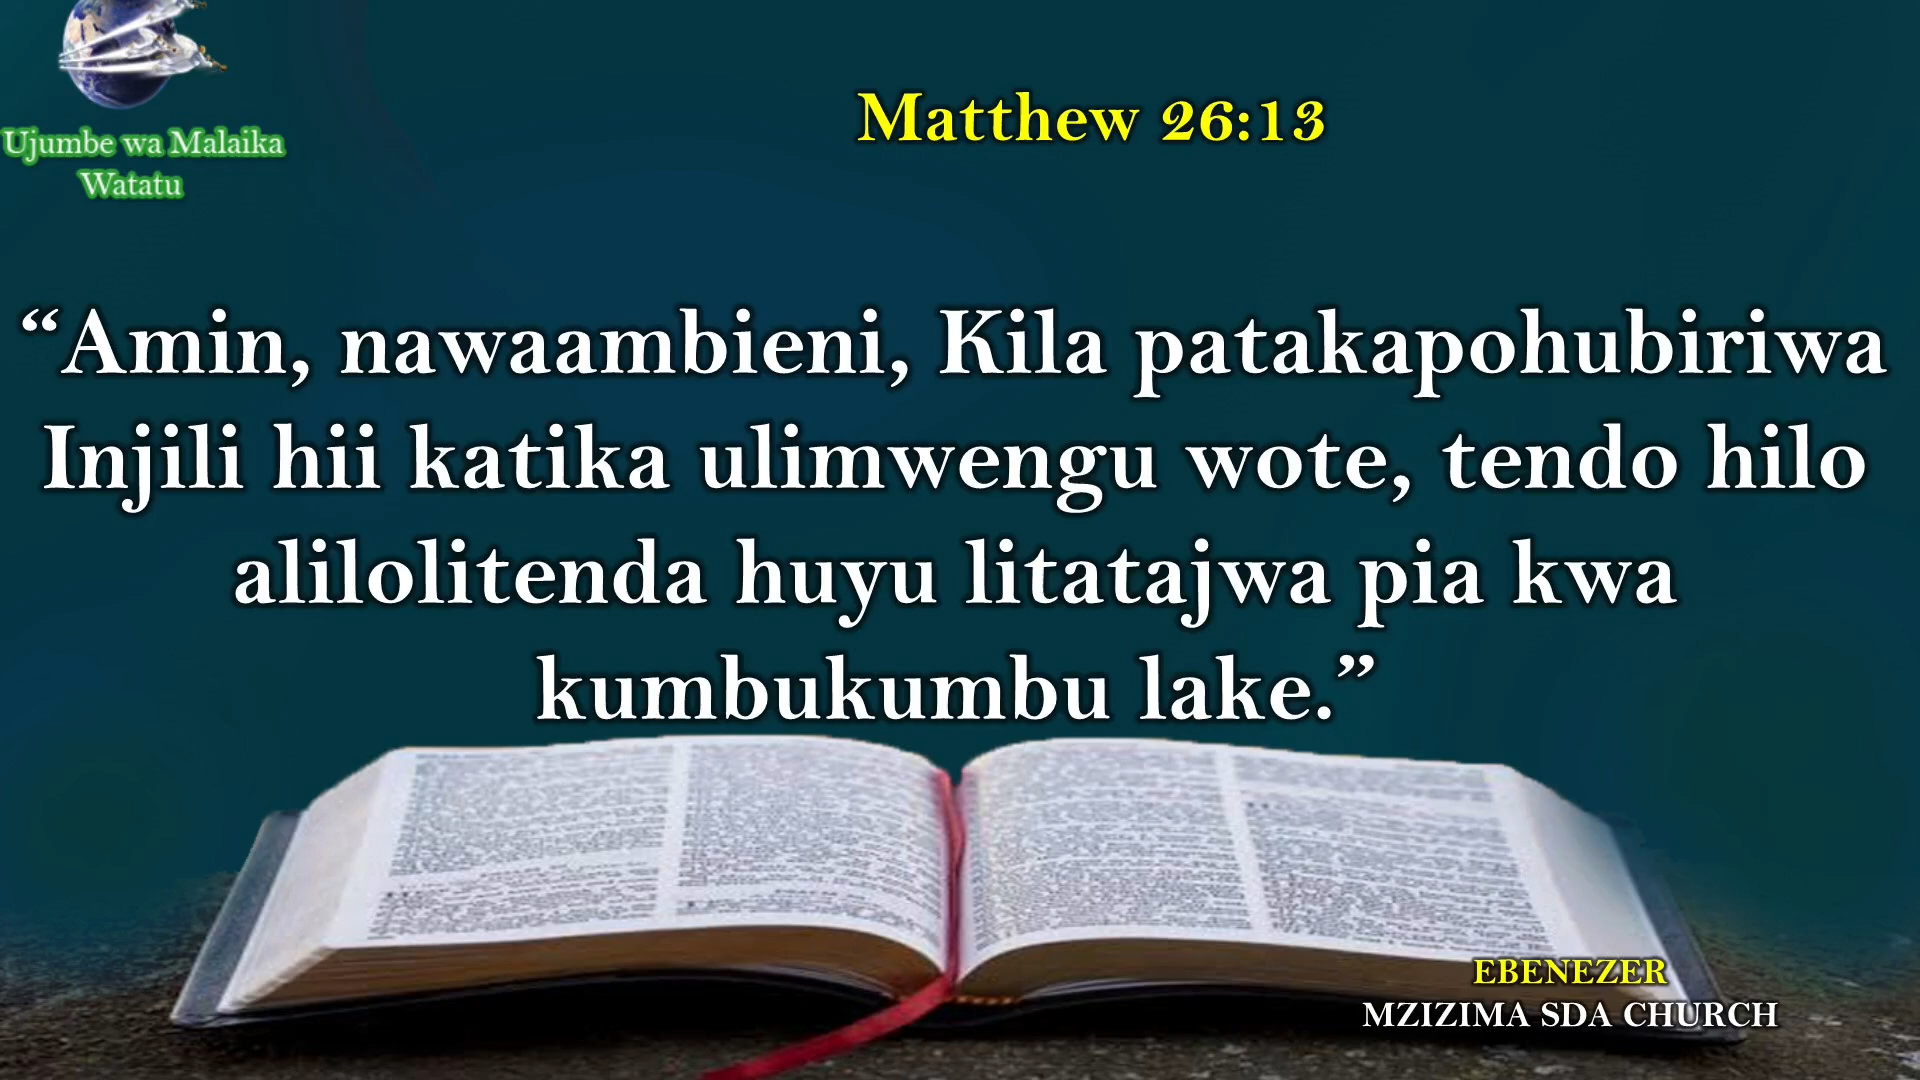 Ujumbe wa Malaika
Watatu
Matthew 26:13
“Amin, nawaambieni, Kila patakapohubiriwa
Injili hii katika ulimwengu wote, tendo hilo
alilolitenda huyu litatajwa pia kwa
kumbukumbu lake.”
EBENEZER
MZIZIMA SDA CHURCH